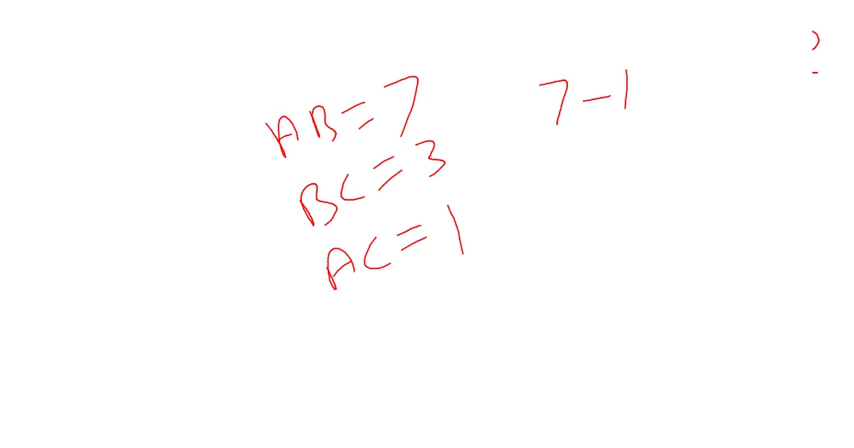 AB = 7
7 - 1
BC = 3
AC = 1